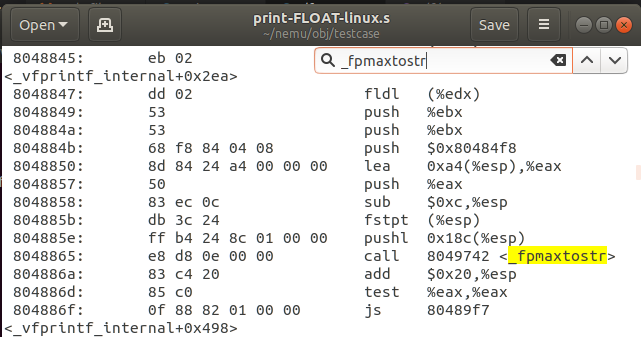 Open
print-FLOAT-linux.s
~/nemu/obj/testcase
Save
_fpmaxtostr
8048845: eb 02
<_vfprintf_internal+0x2ea>
8048847: dd 02 fldl (%edx)
8048849: 53 push %ebx
804884a: 53 push %ebx
804884b: 68 f8 84 04 08 push $0x80484f8
8048850: 8d 84 24 a4 00 00 00 lea 0xa4(%esp),%eax
8048857: 50 push %eax
8048858: 83 ec 0c sub $0xc,%esp
804885b: db 3c 24 fstpt (%esp)
804885e: ff b4 24 8c 01 00 00 pushl 0x18c(%esp)
8048865: e8 d8 0e 00 00 call 8049742 <_fpmaxtostr>
804886a: 83 c4 20 add $0x20,%esp
804886d: 85 c0 test %eax,%eax
804886f: 0f 88 82 01 00 00 js 80489f7
<_vfprintf_internal+0x498>